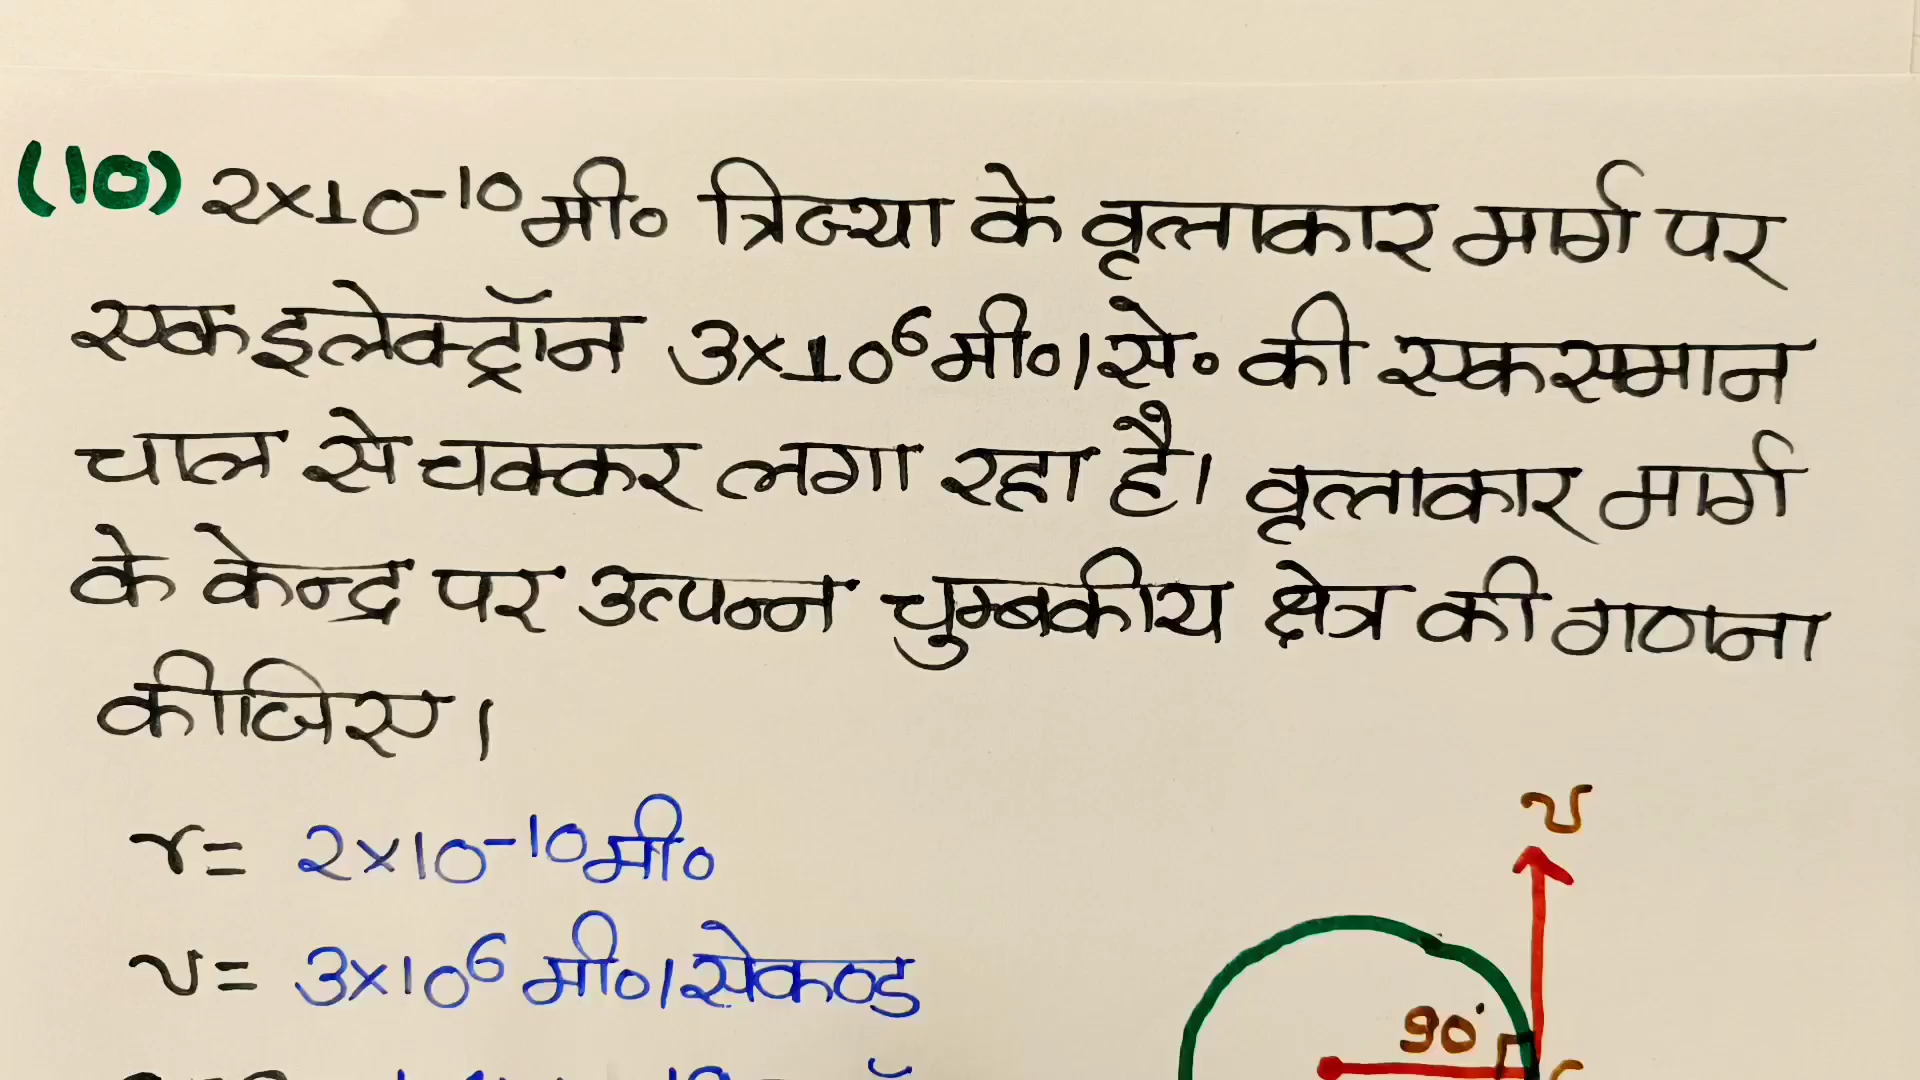 (10) 2×10⁻¹⁰ मी० त्रिज्या के वृत्ताकार मार्ग पर
एक इलेक्ट्रॉन 3×10⁶ मी०/से० की एकसमान
चाल से चक्कर लगा रहा है। वृत्ताकार मार्ग
के केन्द्र पर उत्पन्न चुम्बकीय क्षेत्र की गणना
कीजिए।
r = 2×10⁻¹⁰ मी०
v = 3×10⁶ मी०/सेकण्ड
v
90°